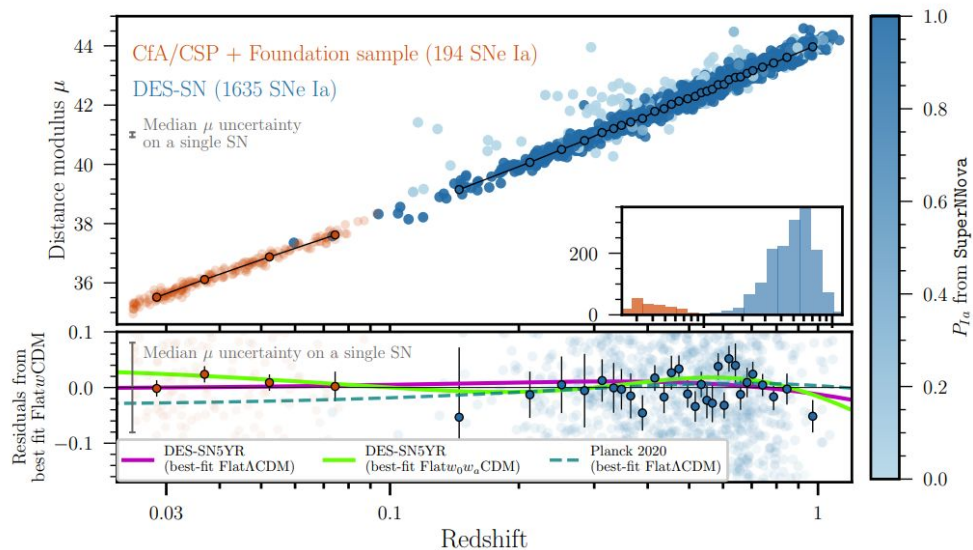 44
42
40
38
36
35
Distance modulus μ
CfA/CSP + Foundation sample (194 SNe Ia)
DES-SN (1635 SNe Ia)
Median μ uncertainty
on a single SN
200
0
1.0
0.8
0.6
0.4
0.2
0.0
P_{Ia} from SuperNNova
0.1
0.0
−0.1
Residuals from
best fit FlatwCDM
Median μ uncertainty on a single SN
DES-SN5YR
(best-fit FlatΛCDM)
DES-SN5YR
(best-fit Flatw₀wₐCDM)
Planck 2020
(best-fit FlatΛCDM)
0.03
0.1
1
Redshift